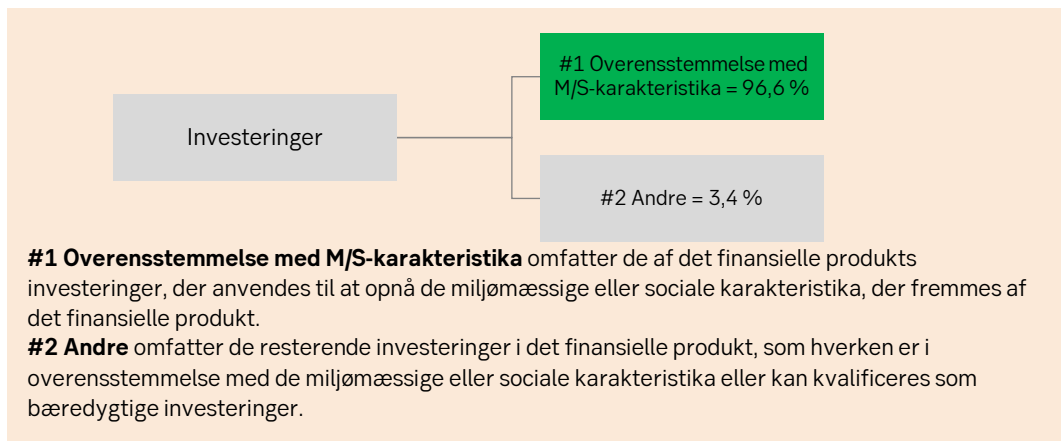 #1 Overensstemmelse med
M/S-karakteristika = 96,6 %
Investeringer
#2 Andre = 3,4 %
#1 Overensstemmelse med M/S-karakteristika omfatter de af det finansielle produkts
investeringer, der anvendes til at opnå de miljømæssige eller sociale karakteristika, der fremmes af
det finansielle produkt.
#2 Andre omfatter de resterende investeringer i det finansielle produkt, som hverken er i
overensstemmelse med de miljømæssige eller sociale karakteristika eller kan kvalificeres som
bæredygtige investeringer.